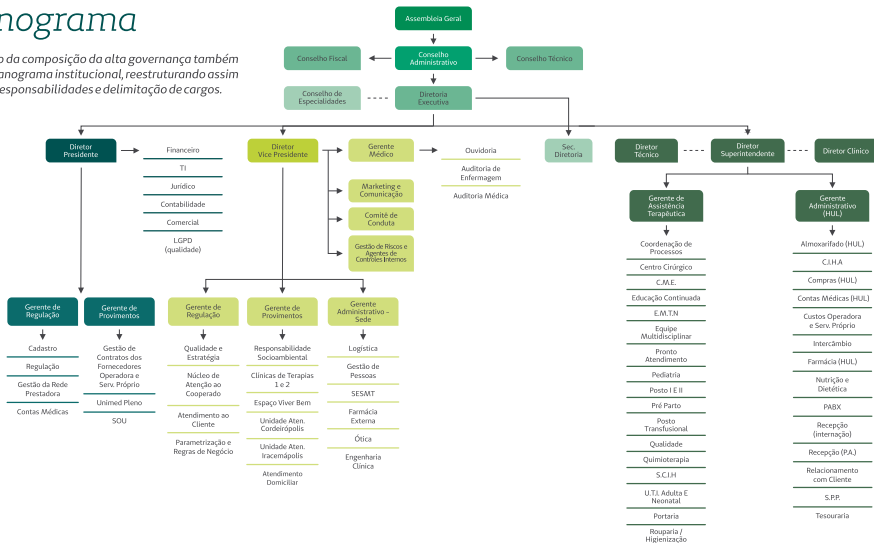 nograma
o da composição da alta governança também
anograma institucional, reestruturando assim
esponsabilidades e delimitação de cargos.
Assembleia Geral
Conselho Fiscal
Conselho
Administrativo
Conselho Técnico
Conselho de
Especialidades
Diretoria
Executiva
Diretor
Presidente
Financeiro
TI
Jurídico
Contabilidade
Comercial
LGPD
(qualidade)
Diretor
Vice Presidente
Gerente
Médico
Marketing e
Comunicação
Comitê de
Conduta
Gestão de Riscos e
Agentes de
Controles Internos
Ouvidoria
Auditoria de
Enfermagem
Auditoria Médica
Sec.
Diretoria
Diretor
Técnico
Diretor
Superintendente
Diretor Clínico
Gerente de
Regulação
Cadastro
Regulação
Gestão da Rede
Prestadora
Contas Médicas
Gerente de
Provimentos
Gestão de
Contratos dos
Fornecedores
Operadora e
Serv. Próprio
Unimed Pleno
SOU
Gerente de
Regulação
Qualidade e
Estratégia
Núcleo de
Atenção ao
Cooperado
Atendimento ao
Cliente
Parametrização e
Regras de Negócio
Gerente de
Provimentos
Responsabilidade
Socioambiental
Clínicas de Terapias
1 e 2
Espaço Viver Bem
Unidade Aten.
Cordeirópolis
Unidade Aten.
Iracemápolis
Atendimento
Domiciliar
Gerente
Administrativo -
Sede
Logística
Gestão de
Pessoas
SESMT
Farmácia
Externa
Ótica
Engenharia
Clínica
Gerente de
Assistência
Terapêutica
Coordenação de
Processos
Centro Cirúrgico
C.M.E.
Educação Continuada
E.M.T.N
Equipe
Multidisciplinar
Pronto
Atendimento
Pediatria
Posto I E II
Pré Parto
Posto
Transfusional
Qualidade
Quimioterapia
S.C.I.H
U.T.I. Adulta E
Neonatal
Portaria
Rouparia /
Higienização
Gerente
Administrativo
(HUL)
Almoxarifado (HUL)
C.I.H.A
Compras (HUL)
Contas Médicas (HUL)
Custos Operadora
e Serv. Próprio
Intercâmbio
Farmácia (HUL)
Nutrição e
Dietética
PABX
Recepção
(internação)
Recepção (P.A.)
Relacionamento
com Cliente
S.P.P.
Tesouraria